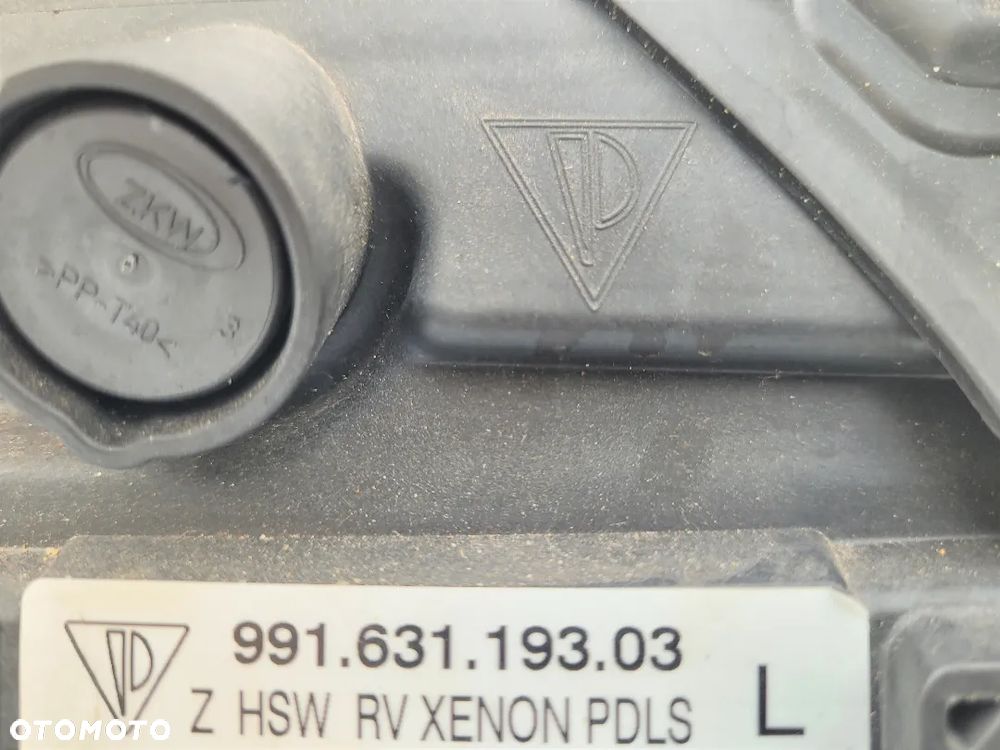 ZKW
>PP-T40<
991.631.193.03
Z HSW RV XENON PDLS
L
OTOMOTO